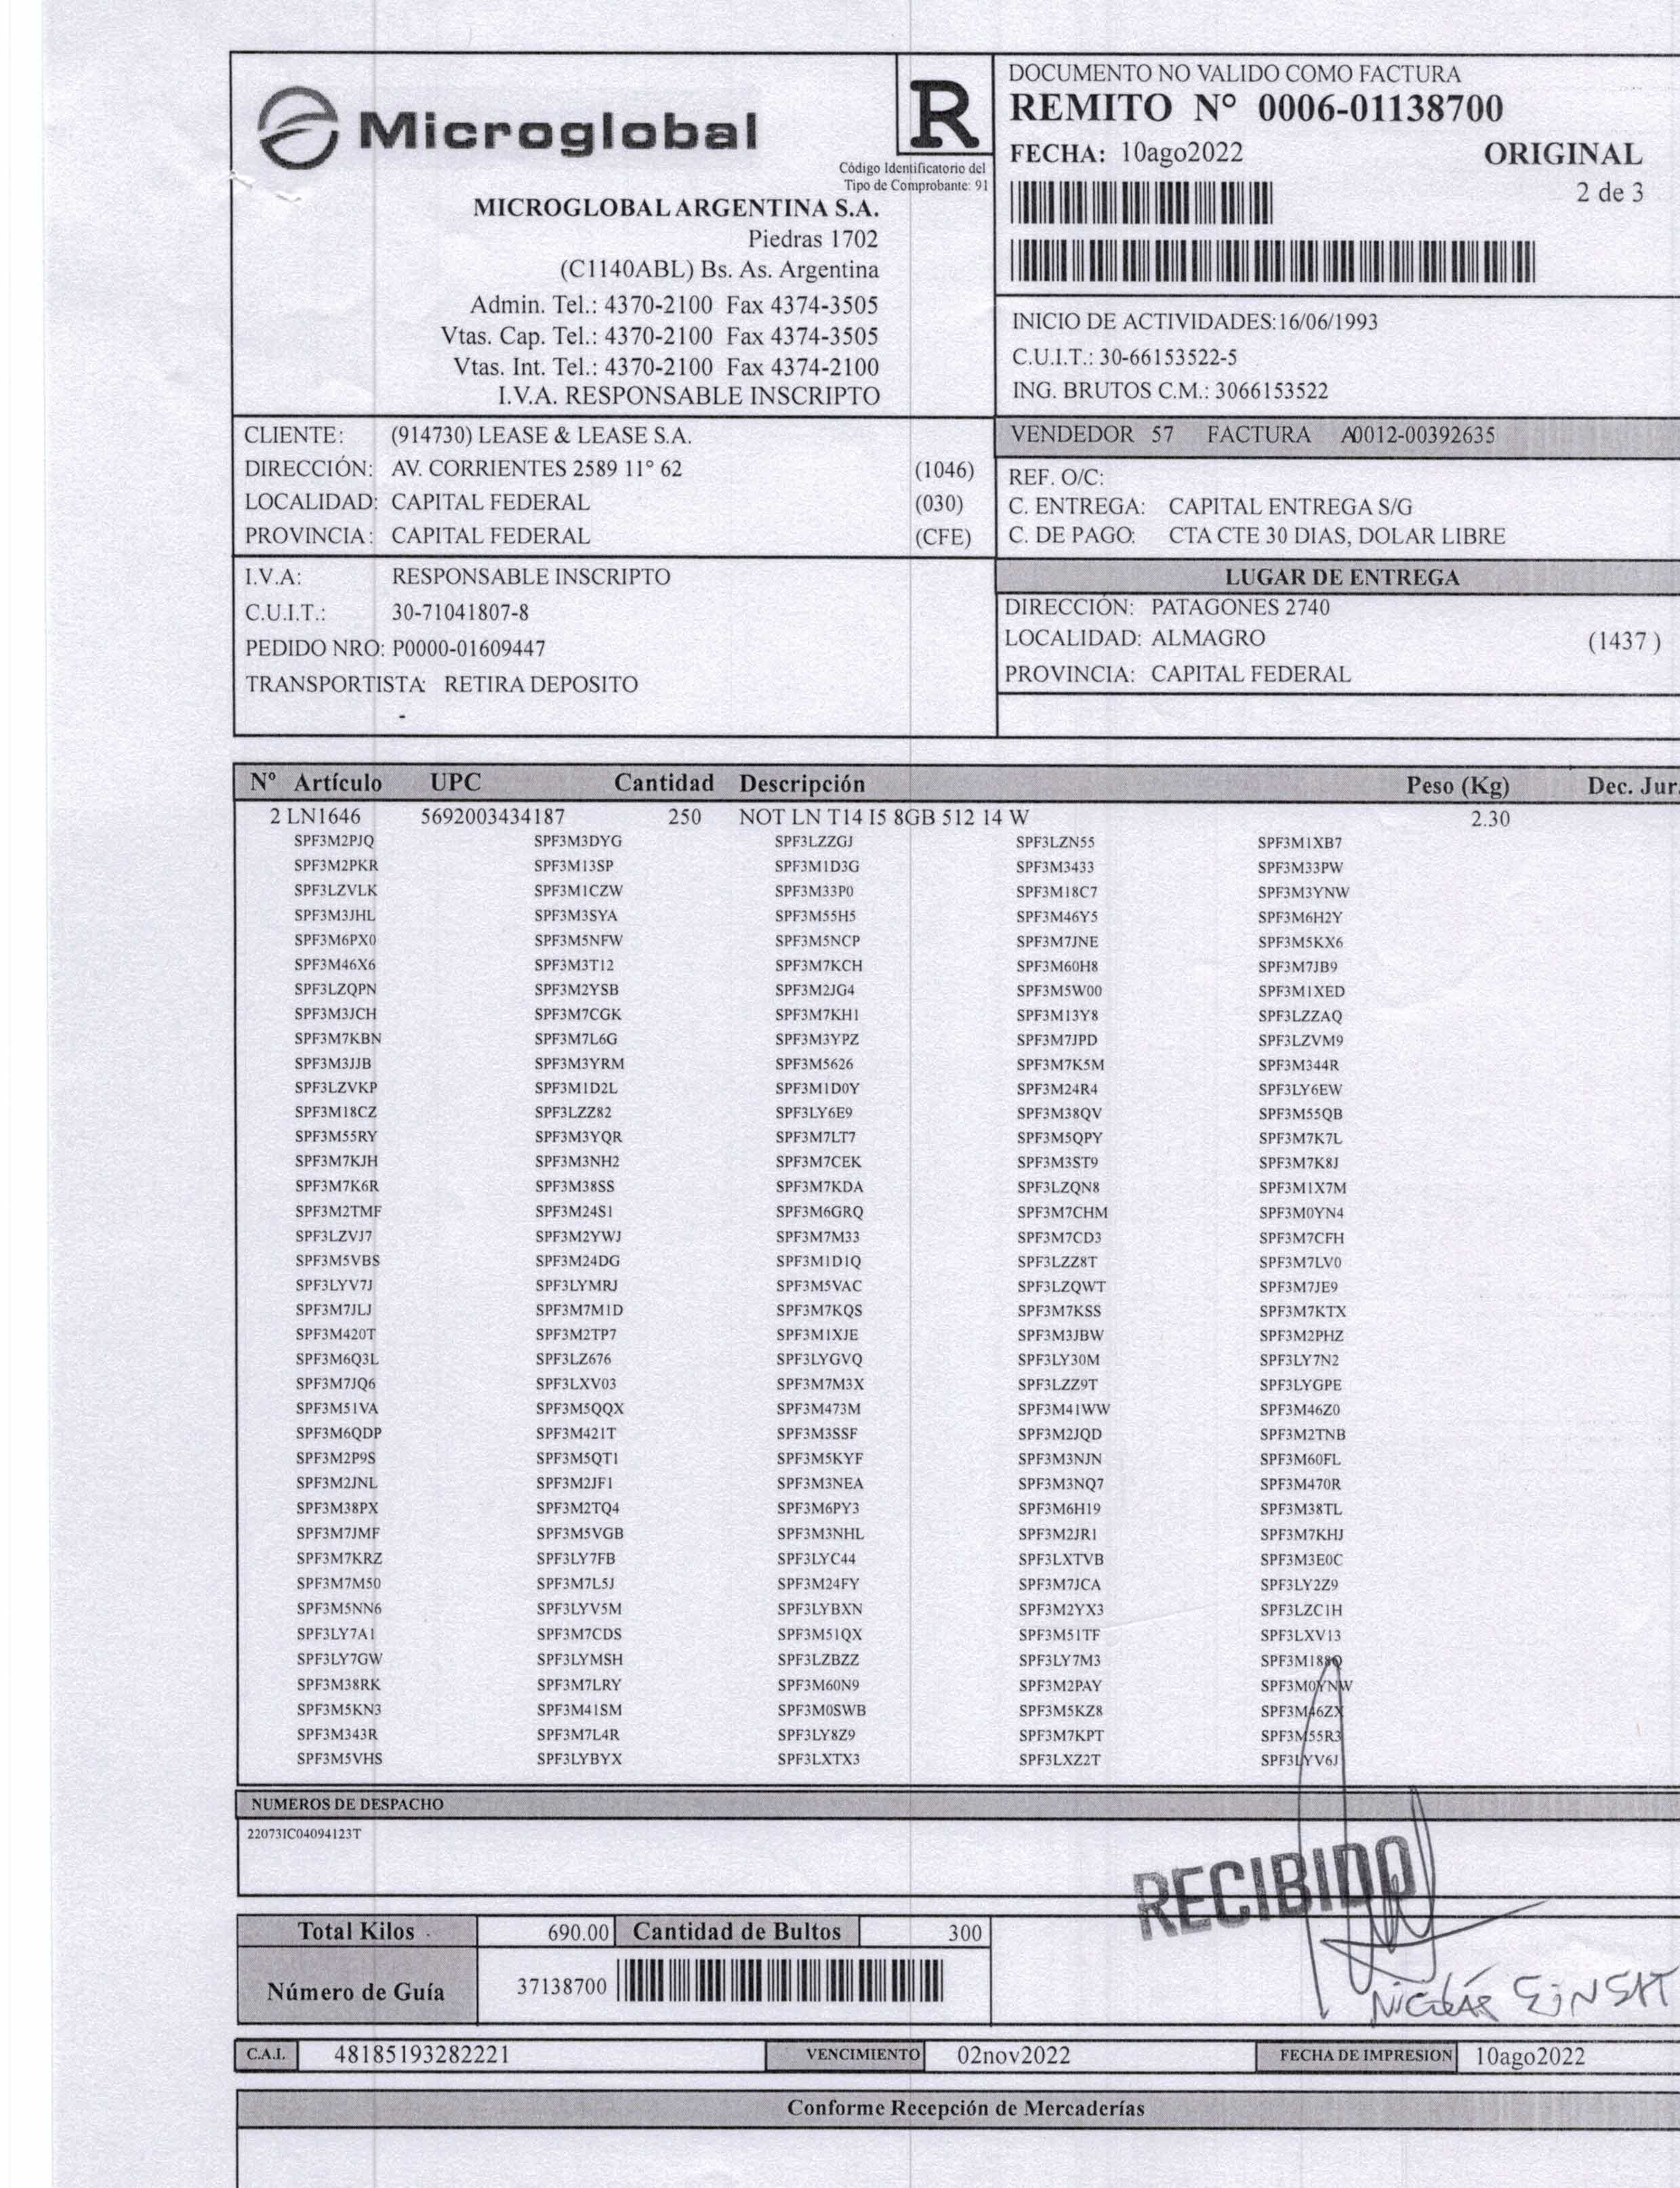 Microglobal
R
Código Identificatorio del
Tipo de Comprobante: 91
MICROGLOBAL ARGENTINA S.A.
Piedras 1702
(C1140ABL) Bs. As. Argentina
Admin. Tel.: 4370-2100 Fax 4374-3505
Vtas. Cap. Tel.: 4370-2100 Fax 4374-3505
Vtas. Int. Tel.: 4370-2100 Fax 4374-2100
I.V.A. RESPONSABLE INSCRIPTO
DOCUMENTO NO VALIDO COMO FACTURA
REMITO Nº 0006-01138700
FECHA: 10ago2022 ORIGINAL
2 de 3
INICIO DE ACTIVIDADES:16/06/1993
C.U.I.T.: 30-66153522-5
ING. BRUTOS C.M.: 3066153522
CLIENTE: (914730) LEASE & LEASE S.A.
DIRECCIÓN: AV. CORRIENTES 2589 11° 62 (1046)
LOCALIDAD: CAPITAL FEDERAL (030)
PROVINCIA: CAPITAL FEDERAL (CFE)
VENDEDOR 57 FACTURA A0012-00392635
REF. O/C:
C. ENTREGA: CAPITAL ENTREGA S/G
C. DE PAGO: CTA CTE 30 DIAS, DOLAR LIBRE
I.V.A: RESPONSABLE INSCRIPTO
C.U.I.T.: 30-71041807-8
PEDIDO NRO: P0000-01609447
TRANSPORTISTA: RETIRA DEPOSITO
-
LUGAR DE ENTREGA
DIRECCIÓN: PATAGONES 2740
LOCALIDAD: ALMAGRO (1437 )
PROVINCIA: CAPITAL FEDERAL
Nº Artículo UPC Cantidad Descripción Peso (Kg) Dec. Jur.
2 LN1646 5692003434187 250 NOT LN T14 I5 8GB 512 14 W 2.30
SPF3M2PJQ SPF3M3DYG SPF3LZZGJ SPF3LZN55 SPF3M1XB7
SPF3M2PKR SPF3M13SP SPF3M1D3G SPF3M3433 SPF3M33PW
SPF3LZVLK SPF3M1CZW SPF3M33P0 SPF3M18C7 SPF3M3YNW
SPF3M3JHL SPF3M3SYA SPF3M55H5 SPF3M46Y5 SPF3M6H2Y
SPF3M6PX0 SPF3M5NFW SPF3M5NCP SPF3M7JNE SPF3M5KX6
SPF3M46X6 SPF3M3T12 SPF3M7KCH SPF3M60H8 SPF3M7JB9
SPF3LZQPN SPF3M2YSB SPF3M2JG4 SPF3M5W00 SPF3M1XED
SPF3M3JCH SPF3M7CGK SPF3M7KH1 SPF3M13Y8 SPF3LZZAQ
SPF3M7KBN SPF3M7L6G SPF3M3YPZ SPF3M7JPD SPF3LZVM9
SPF3M3JJB SPF3M3YRM SPF3M5626 SPF3M7K5M SPF3M344R
SPF3LZVKP SPF3M1D2L SPF3M1D0Y SPF3M24R4 SPF3LY6EW
SPF3M18CZ SPF3LZZ82 SPF3LY6E9 SPF3M38QV SPF3M55QB
SPF3M55RY SPF3M3YQR SPF3M7LT7 SPF3M5QPY SPF3M7K7L
SPF3M7KJH SPF3M3NH2 SPF3M7CEK SPF3M3ST9 SPF3M7K8J
SPF3M7K6R SPF3M38SS SPF3M7KDA SPF3LZQN8 SPF3M1X7M
SPF3M2TMF SPF3M24S1 SPF3M6GRQ SPF3M7CHM SPF3M0YN4
SPF3LZVJ7 SPF3M2YWJ SPF3M7M33 SPF3M7CD3 SPF3M7CFH
SPF3M5VBS SPF3M24DG SPF3M1D1Q SPF3LZZ8T SPF3M7LV0
SPF3LYV7J SPF3LYMRJ SPF3M5VAC SPF3LZQWT SPF3M7JE9
SPF3M7JLJ SPF3M7M1D SPF3M7KQS SPF3M7KSS SPF3M7KTX
SPF3M420T SPF3M2TP7 SPF3M1XJE SPF3M3JBW SPF3M2PHZ
SPF3M6Q3L SPF3LZ676 SPF3LYGVQ SPF3LY30M SPF3LY7N2
SPF3M7JQ6 SPF3LXV03 SPF3M7M3X SPF3LZZ9T SPF3LYGPE
SPF3M51VA SPF3M5QQX SPF3M473M SPF3M41WW SPF3M46Z0
SPF3M6QDP SPF3M421T SPF3M3SSF SPF3M2JQD SPF3M2TNB
SPF3M2P9S SPF3M5QT1 SPF3M5KYF SPF3M3NJN SPF3M60FL
SPF3M2JNL SPF3M2JF1 SPF3M3NEA SPF3M3NQ7 SPF3M470R
SPF3M38PX SPF3M2TQ4 SPF3M6PY3 SPF3M6H19 SPF3M38TL
SPF3M7JMF SPF3M5VGB SPF3M3NHL SPF3M2JR1 SPF3M7KHJ
SPF3M7KRZ SPF3LY7FB SPF3LYC44 SPF3LXTVB SPF3M3E0C
SPF3M7M50 SPF3M7L5J SPF3M24FY SPF3M7JCA SPF3LY2Z9
SPF3M5NN6 SPF3LYV5M SPF3LYBXN SPF3M2YX3 SPF3LZC1H
SPF3LY7A1 SPF3M7CDS SPF3M51QX SPF3M51TF SPF3LXV13
SPF3LY7GW SPF3LYMSH SPF3LZBZZ SPF3LY7M3
SPF3M38RK SPF3M7LRY SPF3M60N9 SPF3M2PAY SPF3M0YNW
SPF3M5KN3 SPF3M41SM SPF3M0SWB SPF3M5KZ8 SPF3M46ZX
SPF3M343R SPF3M7L4R SPF3LY8Z9 SPF3M7KPT SPF3M55R3
SPF3M5VHS SPF3LYBYX SPF3LXTX3 SPF3LXZ2T SPF3LYV6J
NUMEROS DE DESPACHO
22073IC04094123T
RECIBIDO
Total Kilos 690.00 Cantidad de Bultos 300
Número de Guía 37138700
C.A.I. 48185193282221 VENCIMIENTO 02nov2022 FECHA DE IMPRESION 10ago2022
Conforme Recepción de Mercaderías